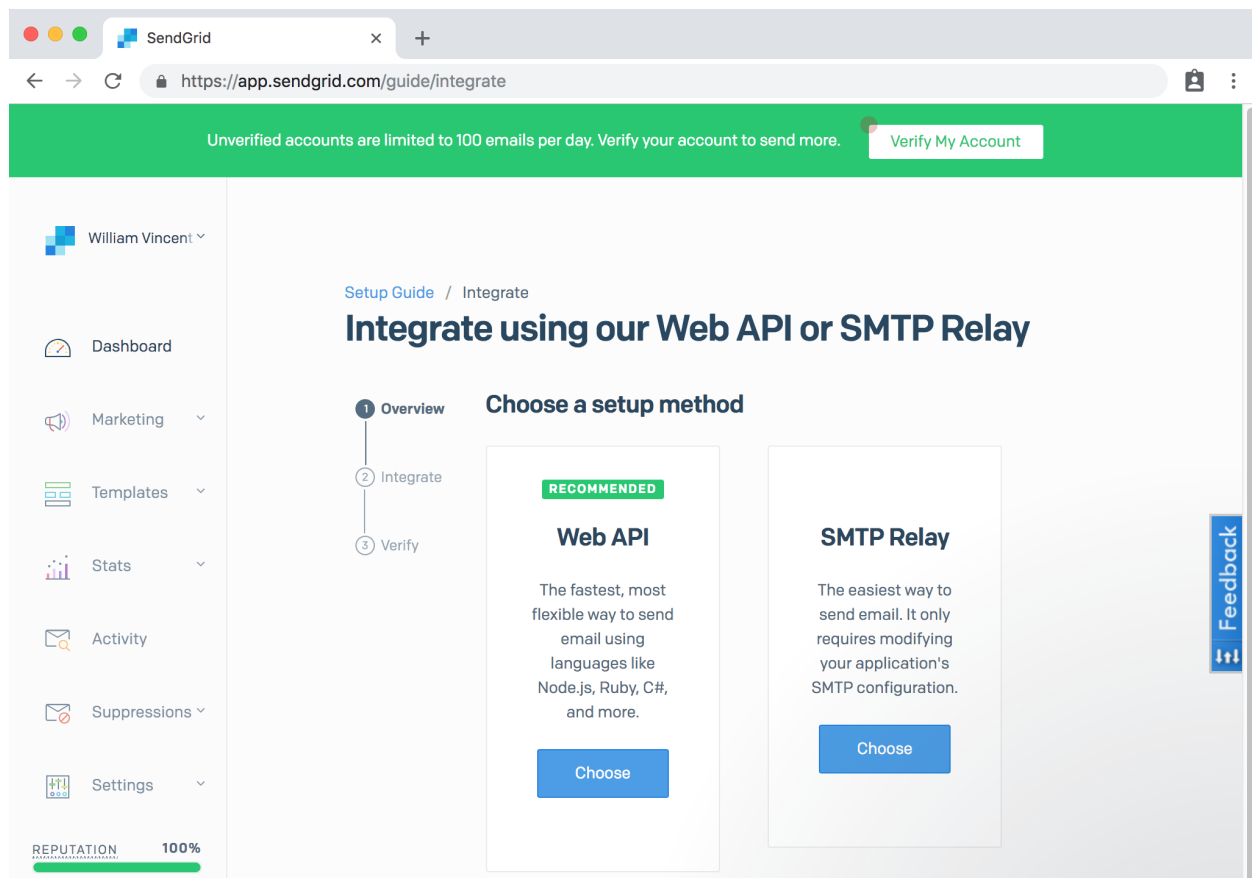 SendGrid
https://app.sendgrid.com/guide/integrate
Unverified accounts are limited to 100 emails per day. Verify your account to send more.
Verify My Account
William Vincent
Dashboard
Marketing
Templates
Stats
Activity
Suppressions
Settings
REPUTATION 100%
Setup Guide / Integrate
Integrate using our Web API or SMTP Relay
1 Overview
2 Integrate
3 Verify
Choose a setup method
RECOMMENDED
Web API
The fastest, most
flexible way to send
email using
languages like
Node.js, Ruby, C#,
and more.
Choose
SMTP Relay
The easiest way to
send email. It only
requires modifying
your application's
SMTP configuration.
Choose
Feedback